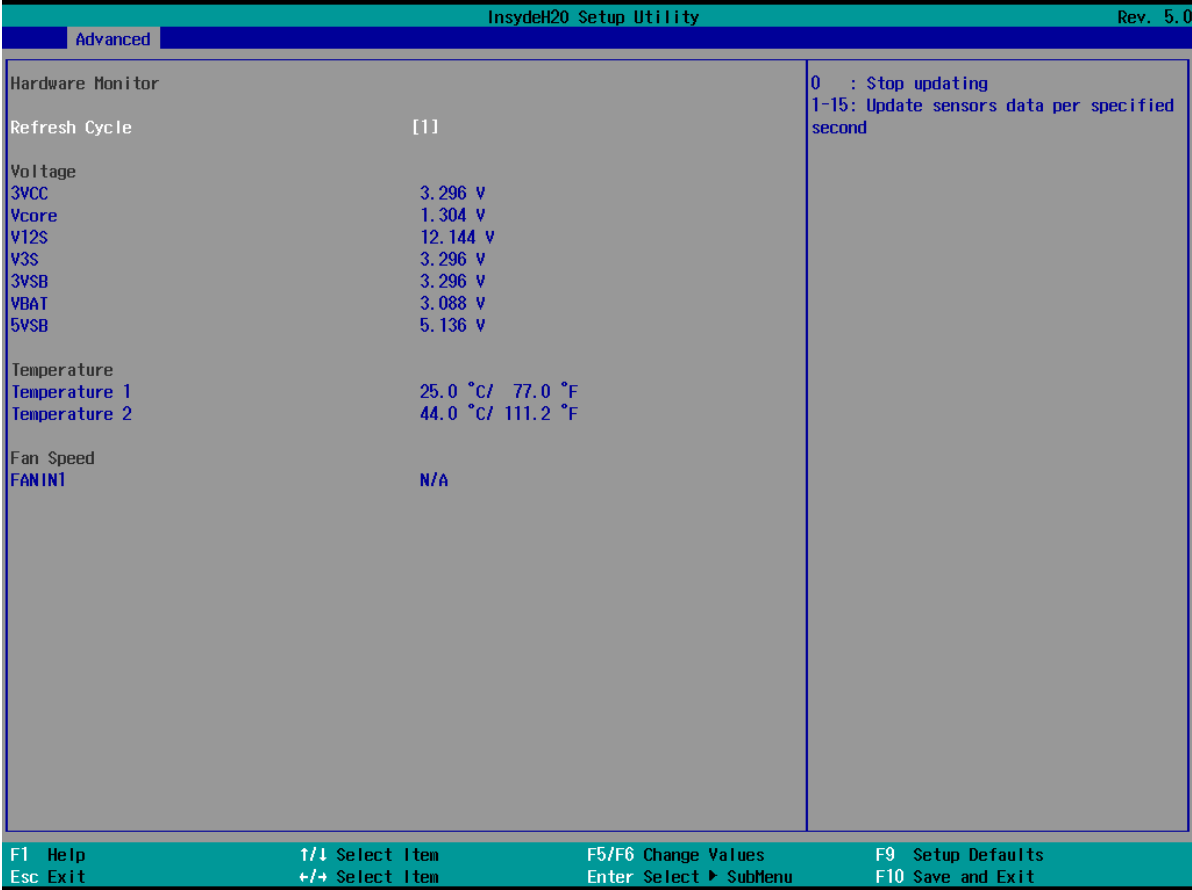 InsydeH20 Setup Utility Rev. 5.0
Advanced
Hardware Monitor
Refresh Cycle [1]
Voltage
3VCC 3.296 V
Vcore 1.304 V
V12S 12.144 V
V3S 3.296 V
3VSB 3.296 V
VBAT 3.088 V
5VSB 5.136 V
Temperature
Temperature 1 25.0 °C/ 77.0 °F
Temperature 2 44.0 °C/ 111.2 °F
Fan Speed
FANIN1 N/A
0 : Stop updating
1-15: Update sensors data per specified
second
F1 Help ↑/↓ Select Item F5/F6 Change Values F9 Setup Defaults
Esc Exit ←/→ Select Item Enter Select ▶ SubMenu F10 Save and Exit